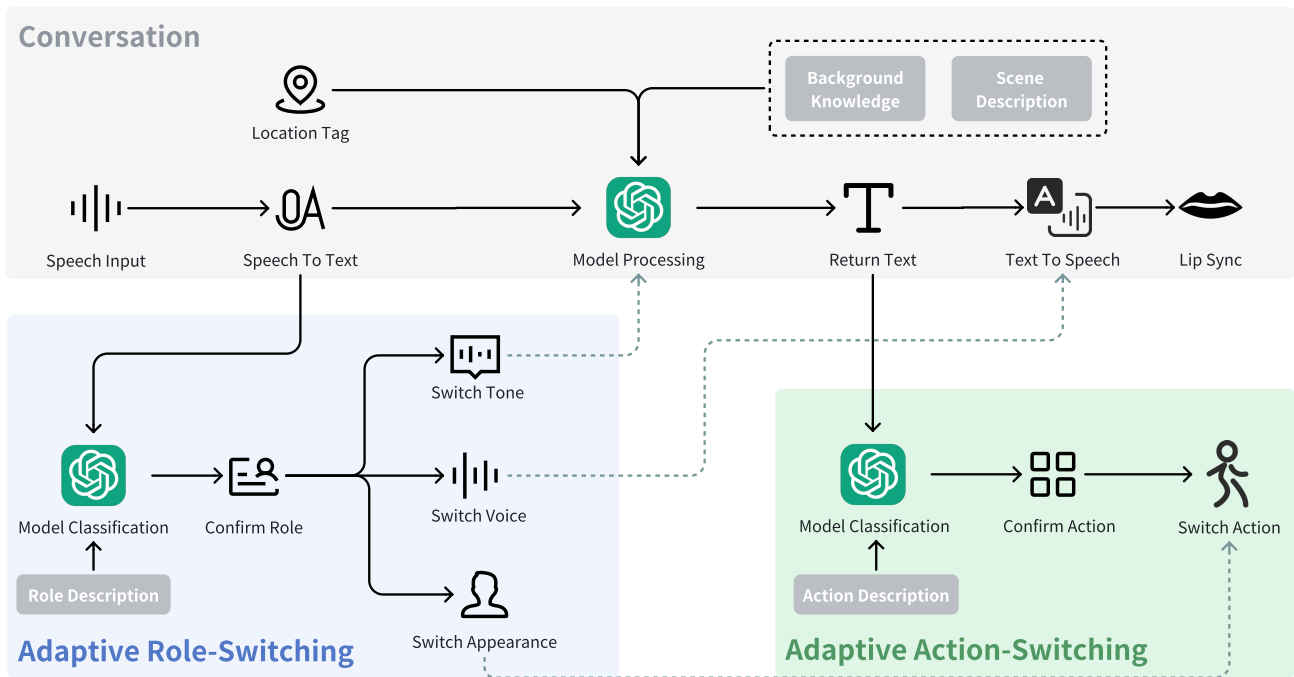 Conversation
Background
Knowledge
Scene
Description
Location Tag
Speech Input
Speech To Text
Model Processing
Return Text
A
Text To Speech
Lip Sync
Switch Tone
Model Classification
Confirm Role
Switch Voice
Role Description
Switch Appearance
Adaptive Role-Switching
Model Classification
Confirm Action
Switch Action
Action Description
Adaptive Action-Switching